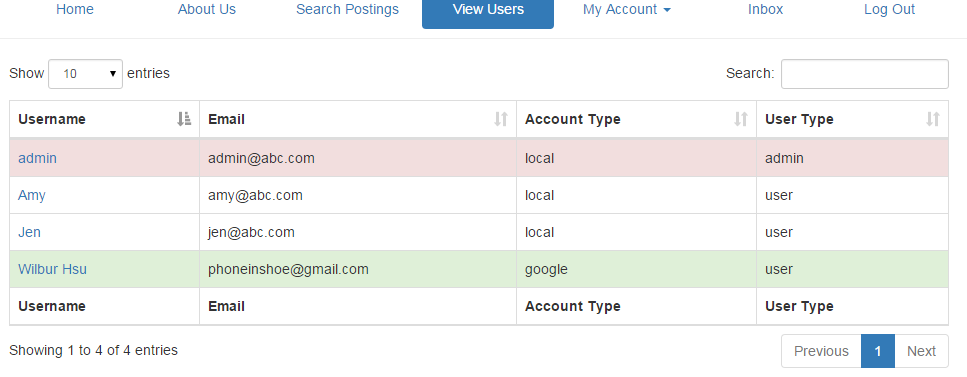 Home About Us Search Postings View Users My Account Inbox Log Out
Show 10 entries Search:
Username Email Account Type User Type
admin admin@abc.com local admin
Amy amy@abc.com local user
Jen jen@abc.com local user
Wilbur Hsu phoneinshoe@gmail.com google user
Username Email Account Type User Type
Showing 1 to 4 of 4 entries Previous 1 Next